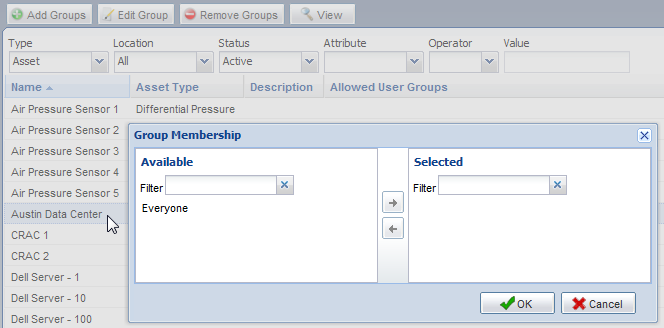 Add Groups Edit Group Remove Groups View
Type Location Status Attribute Operator Value
Asset All Active
Name Asset Type Description Allowed User Groups
Air Pressure Sensor 1 Differential Pressure
Air Pressure Sensor 2
Group Membership
Air Pressure Sensor 3
Available Selected
Air Pressure Sensor 4
Filter Filter
Air Pressure Sensor 5
Everyone
Austin Data Center
CRAC 1
CRAC 2
Dell Server - 1
Dell Server - 10
OK Cancel
Dell Server - 100